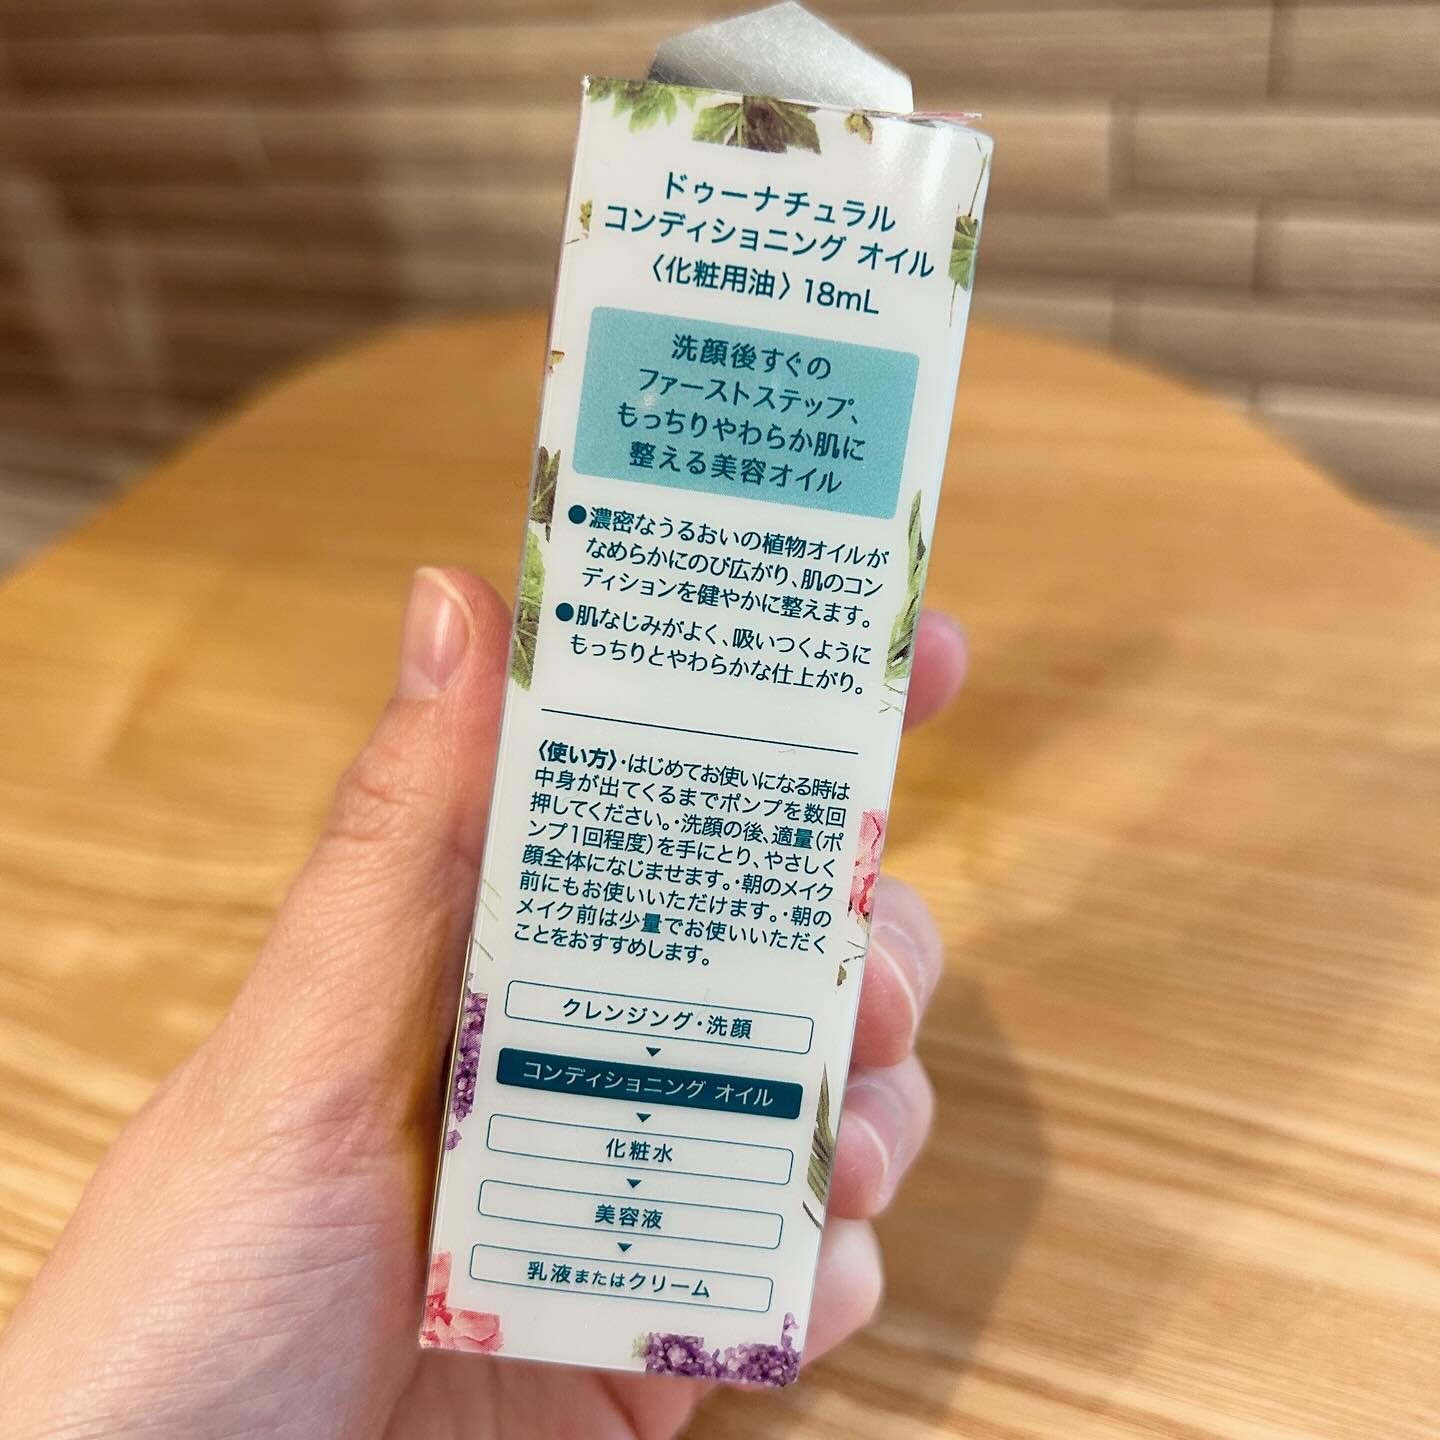 ドゥーナチュラル
コンディショニング オイル
〈化粧用油〉 18mL
洗顔後すぐの
ファーストステップ、
もっちりやわらか肌に
整える美容オイル
●濃密なうるおいの植物オイルが
なめらかにのび広がり、肌のコン
ディションを健やかに整えます。
●肌なじみがよく、吸いつくように
もっちりとやわらかな仕上がり。
〈使い方〉・はじめてお使いになる時は
中身が出てくるまでポンプを数回
押してください。・洗顔の後、適量(ポ
ンプ1回程度)を手にとり、やさしく
顔全体になじませます。・朝のメイク
前にもお使いいただけます。・朝の
メイク前は少量でお使いいただく
ことをおすすめします。
クレンジング・洗顔
コンディショニング オイル
化粧水
美容液
乳液またはクリーム